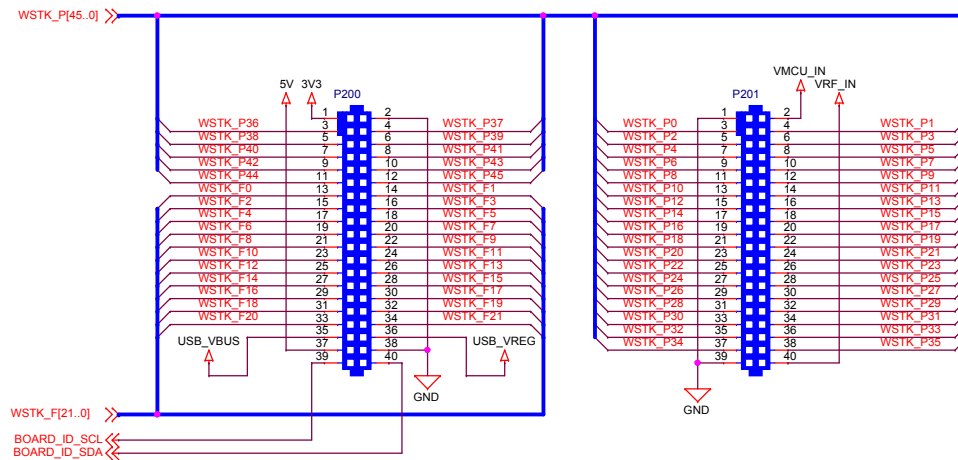 WSTK_P[45..0]
5V 3V3
P200
VMCU_IN
VRF_IN
P201
1 2
WSTK_P36 3 4 WSTK_P37
WSTK_P38 5 6 WSTK_P39
WSTK_P40 7 8 WSTK_P41
WSTK_P42 9 10 WSTK_P43
WSTK_P44 11 12 WSTK_P45
WSTK_F0 13 14 WSTK_F1
WSTK_F2 15 16 WSTK_F3
WSTK_F4 17 18 WSTK_F5
WSTK_F6 19 20 WSTK_F7
WSTK_F8 21 22 WSTK_F9
WSTK_F10 23 24 WSTK_F11
WSTK_F12 25 26 WSTK_F13
WSTK_F14 27 28 WSTK_F15
WSTK_F16 29 30 WSTK_F17
WSTK_F18 31 32 WSTK_F19
WSTK_F20 33 34 WSTK_F21
35 36
USB_VBUS 37 38 USB_VREG
39 40
GND
1 2
WSTK_P0 3 4 WSTK_P1
WSTK_P2 5 6 WSTK_P3
WSTK_P4 7 8 WSTK_P5
WSTK_P6 9 10 WSTK_P7
WSTK_P8 11 12 WSTK_P9
WSTK_P10 13 14 WSTK_P11
WSTK_P12 15 16 WSTK_P13
WSTK_P14 17 18 WSTK_P15
WSTK_P16 19 20 WSTK_P17
WSTK_P18 21 22 WSTK_P19
WSTK_P20 23 24 WSTK_P21
WSTK_P22 25 26 WSTK_P23
WSTK_P24 27 28 WSTK_P25
WSTK_P26 29 30 WSTK_P27
WSTK_P28 31 32 WSTK_P29
WSTK_P30 33 34 WSTK_P31
WSTK_P32 35 36 WSTK_P33
WSTK_P34 37 38 WSTK_P35
39 40
GND
WSTK_F[21..0]
BOARD_ID_SCL
BOARD_ID_SDA